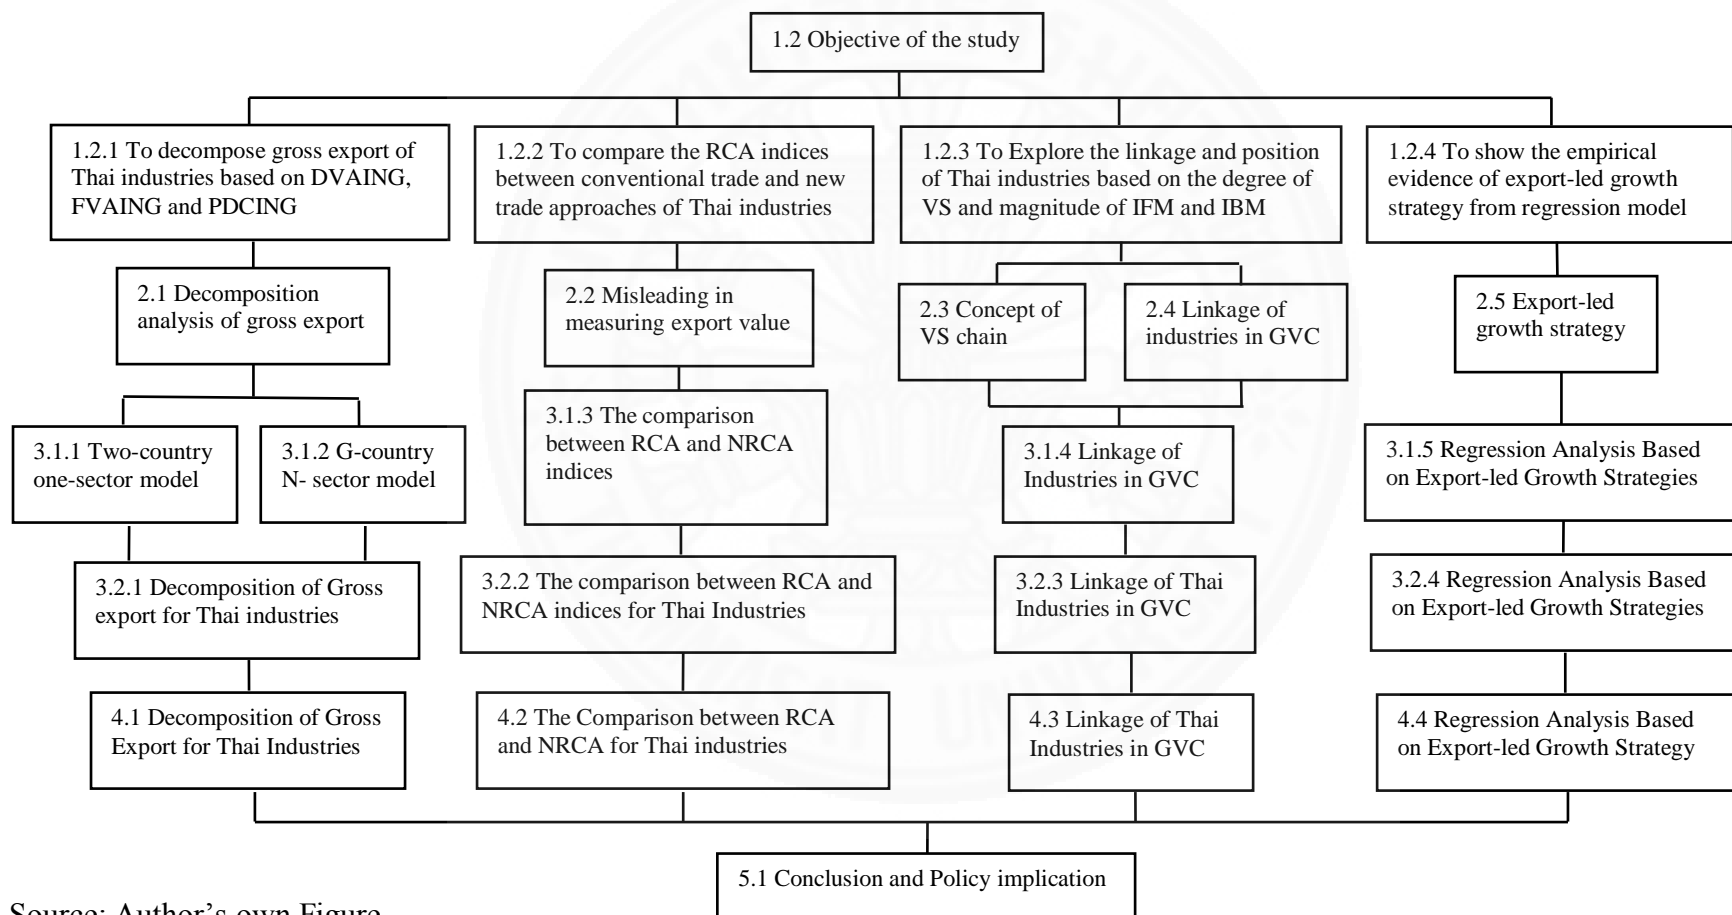 1.2 Objective of the study
1.2.1 To decompose gross export of
Thai industries based on DVAING,
FVAING and PDCING
1.2.2 To compare the RCA indices
between conventional trade and new
trade approaches of Thai industries
1.2.3 To Explore the linkage and position
of Thai industries based on the degree of
VS and magnitude of IFM and IBM
1.2.4 To show the empirical
evidence of export-led growth
strategy from regression model
2.1 Decomposition
analysis of gross export
2.2 Misleading in
measuring export value
2.3 Concept of
VS chain
2.4 Linkage of
industries in GVC
2.5 Export-led
growth strategy
3.1.1 Two-country
one-sector model
3.1.2 G-country
N- sector model
3.1.3 The comparison
between RCA and NRCA
indices
3.1.4 Linkage of
Industries in GVC
3.1.5 Regression Analysis Based
on Export-led Growth Strategies
3.2.1 Decomposition of Gross
export for Thai industries
3.2.2 The comparison between RCA and
NRCA indices for Thai Industries
3.2.3 Linkage of Thai
Industries in GVC
3.2.4 Regression Analysis Based
on Export-led Growth Strategies
4.1 Decomposition of Gross
Export for Thai Industries
4.2 The Comparison between RCA
and NRCA for Thai industries
4.3 Linkage of Thai
Industries in GVC
4.4 Regression Analysis Based
on Export-led Growth Strategy
5.1 Conclusion and Policy implication
Source: Author's own Figure